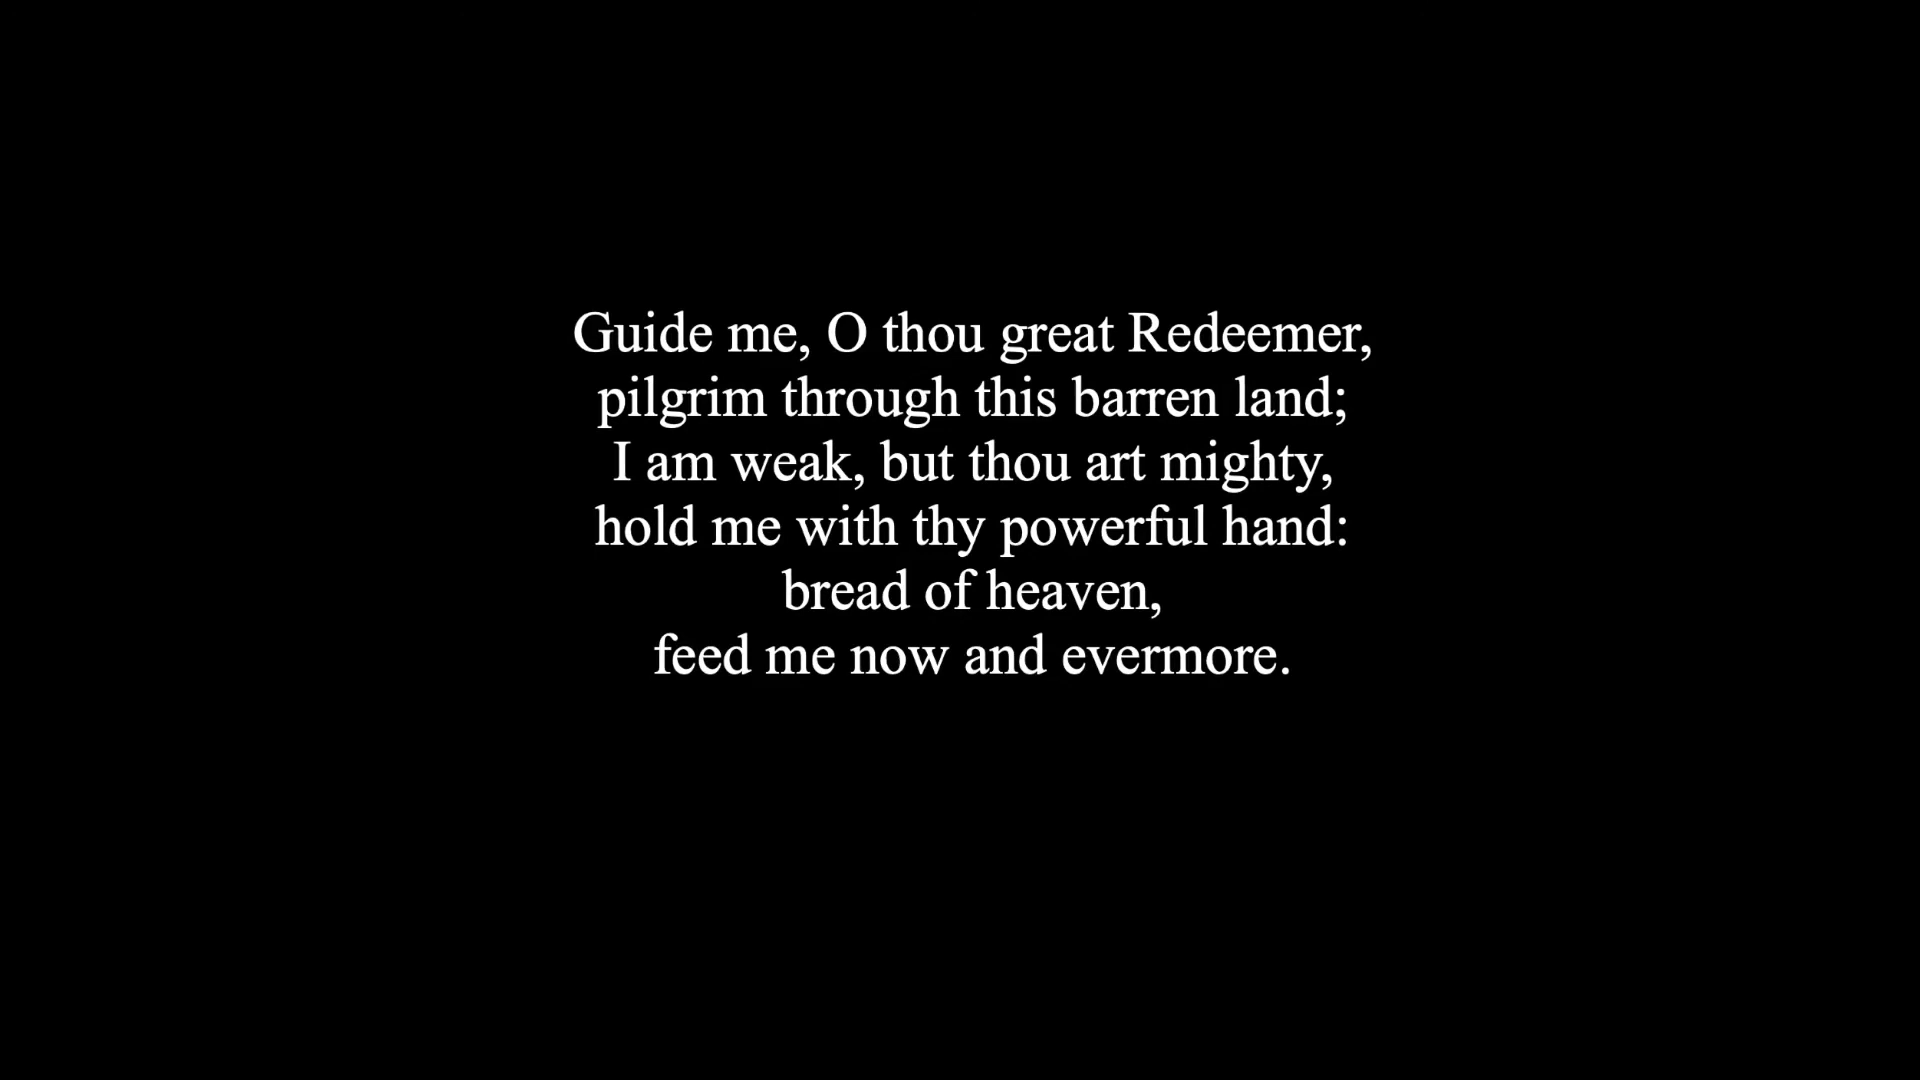 Guide me, O thou great Redeemer,
pilgrim through this barren land;
I am weak, but thou art mighty,
hold me with thy powerful hand:
bread of heaven,
feed me now and evermore.